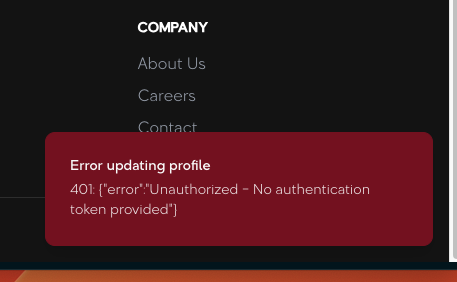 COMPANY
About Us
Careers
Contact
Error updating profile
401: {"error":"Unauthorized – No authentication
token provided"}